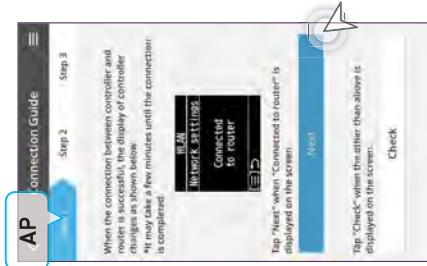 AP
onnection Guide
Step 2
Step 3
When the connection between controller and
router is successful, the display of controller
changes as shown below.
*It may take a few minutes until the connection
is completed.
WLAN
Network settings
Connected
to router
Tap "Next" when "Connected to router" is
displayed on the screen.
Next
Tap "Check" when the other than above is
displayed on the screen.
Check